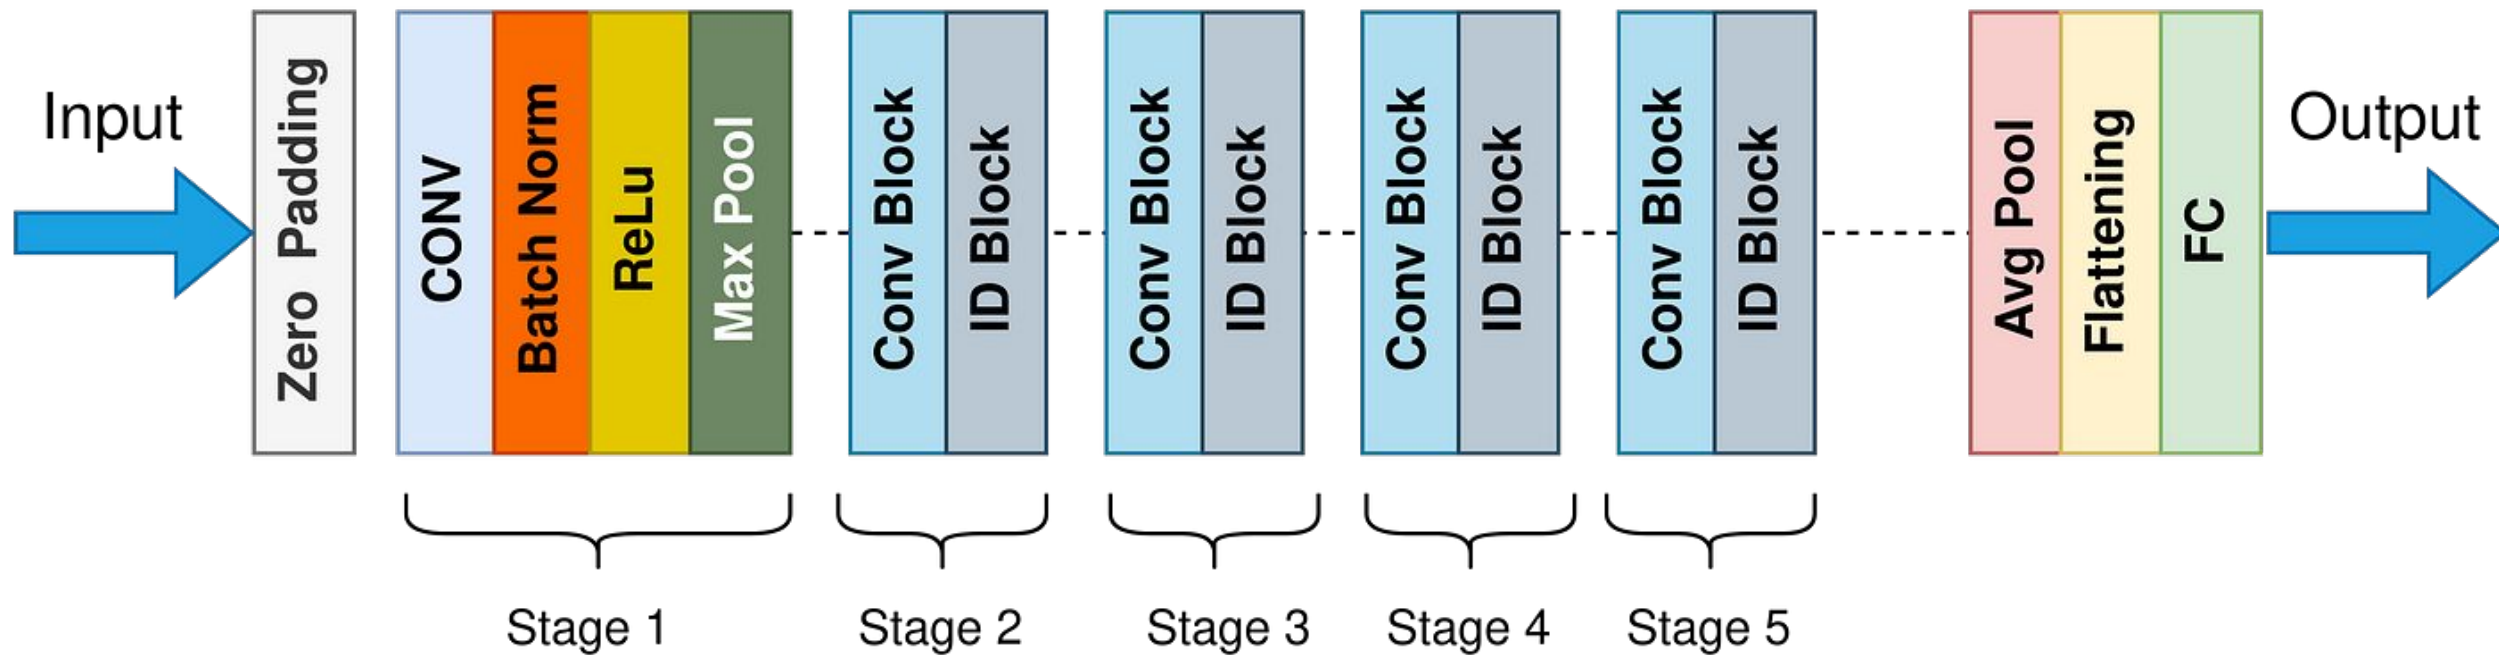 Input
Zero Padding
CONV
Batch Norm
ReLu
Max Pool
Conv Block
ID Block
Conv Block
ID Block
Conv Block
ID Block
Conv Block
ID Block
Avg Pool
Flattening
FC
Output
Stage 1
Stage 2
Stage 3
Stage 4
Stage 5